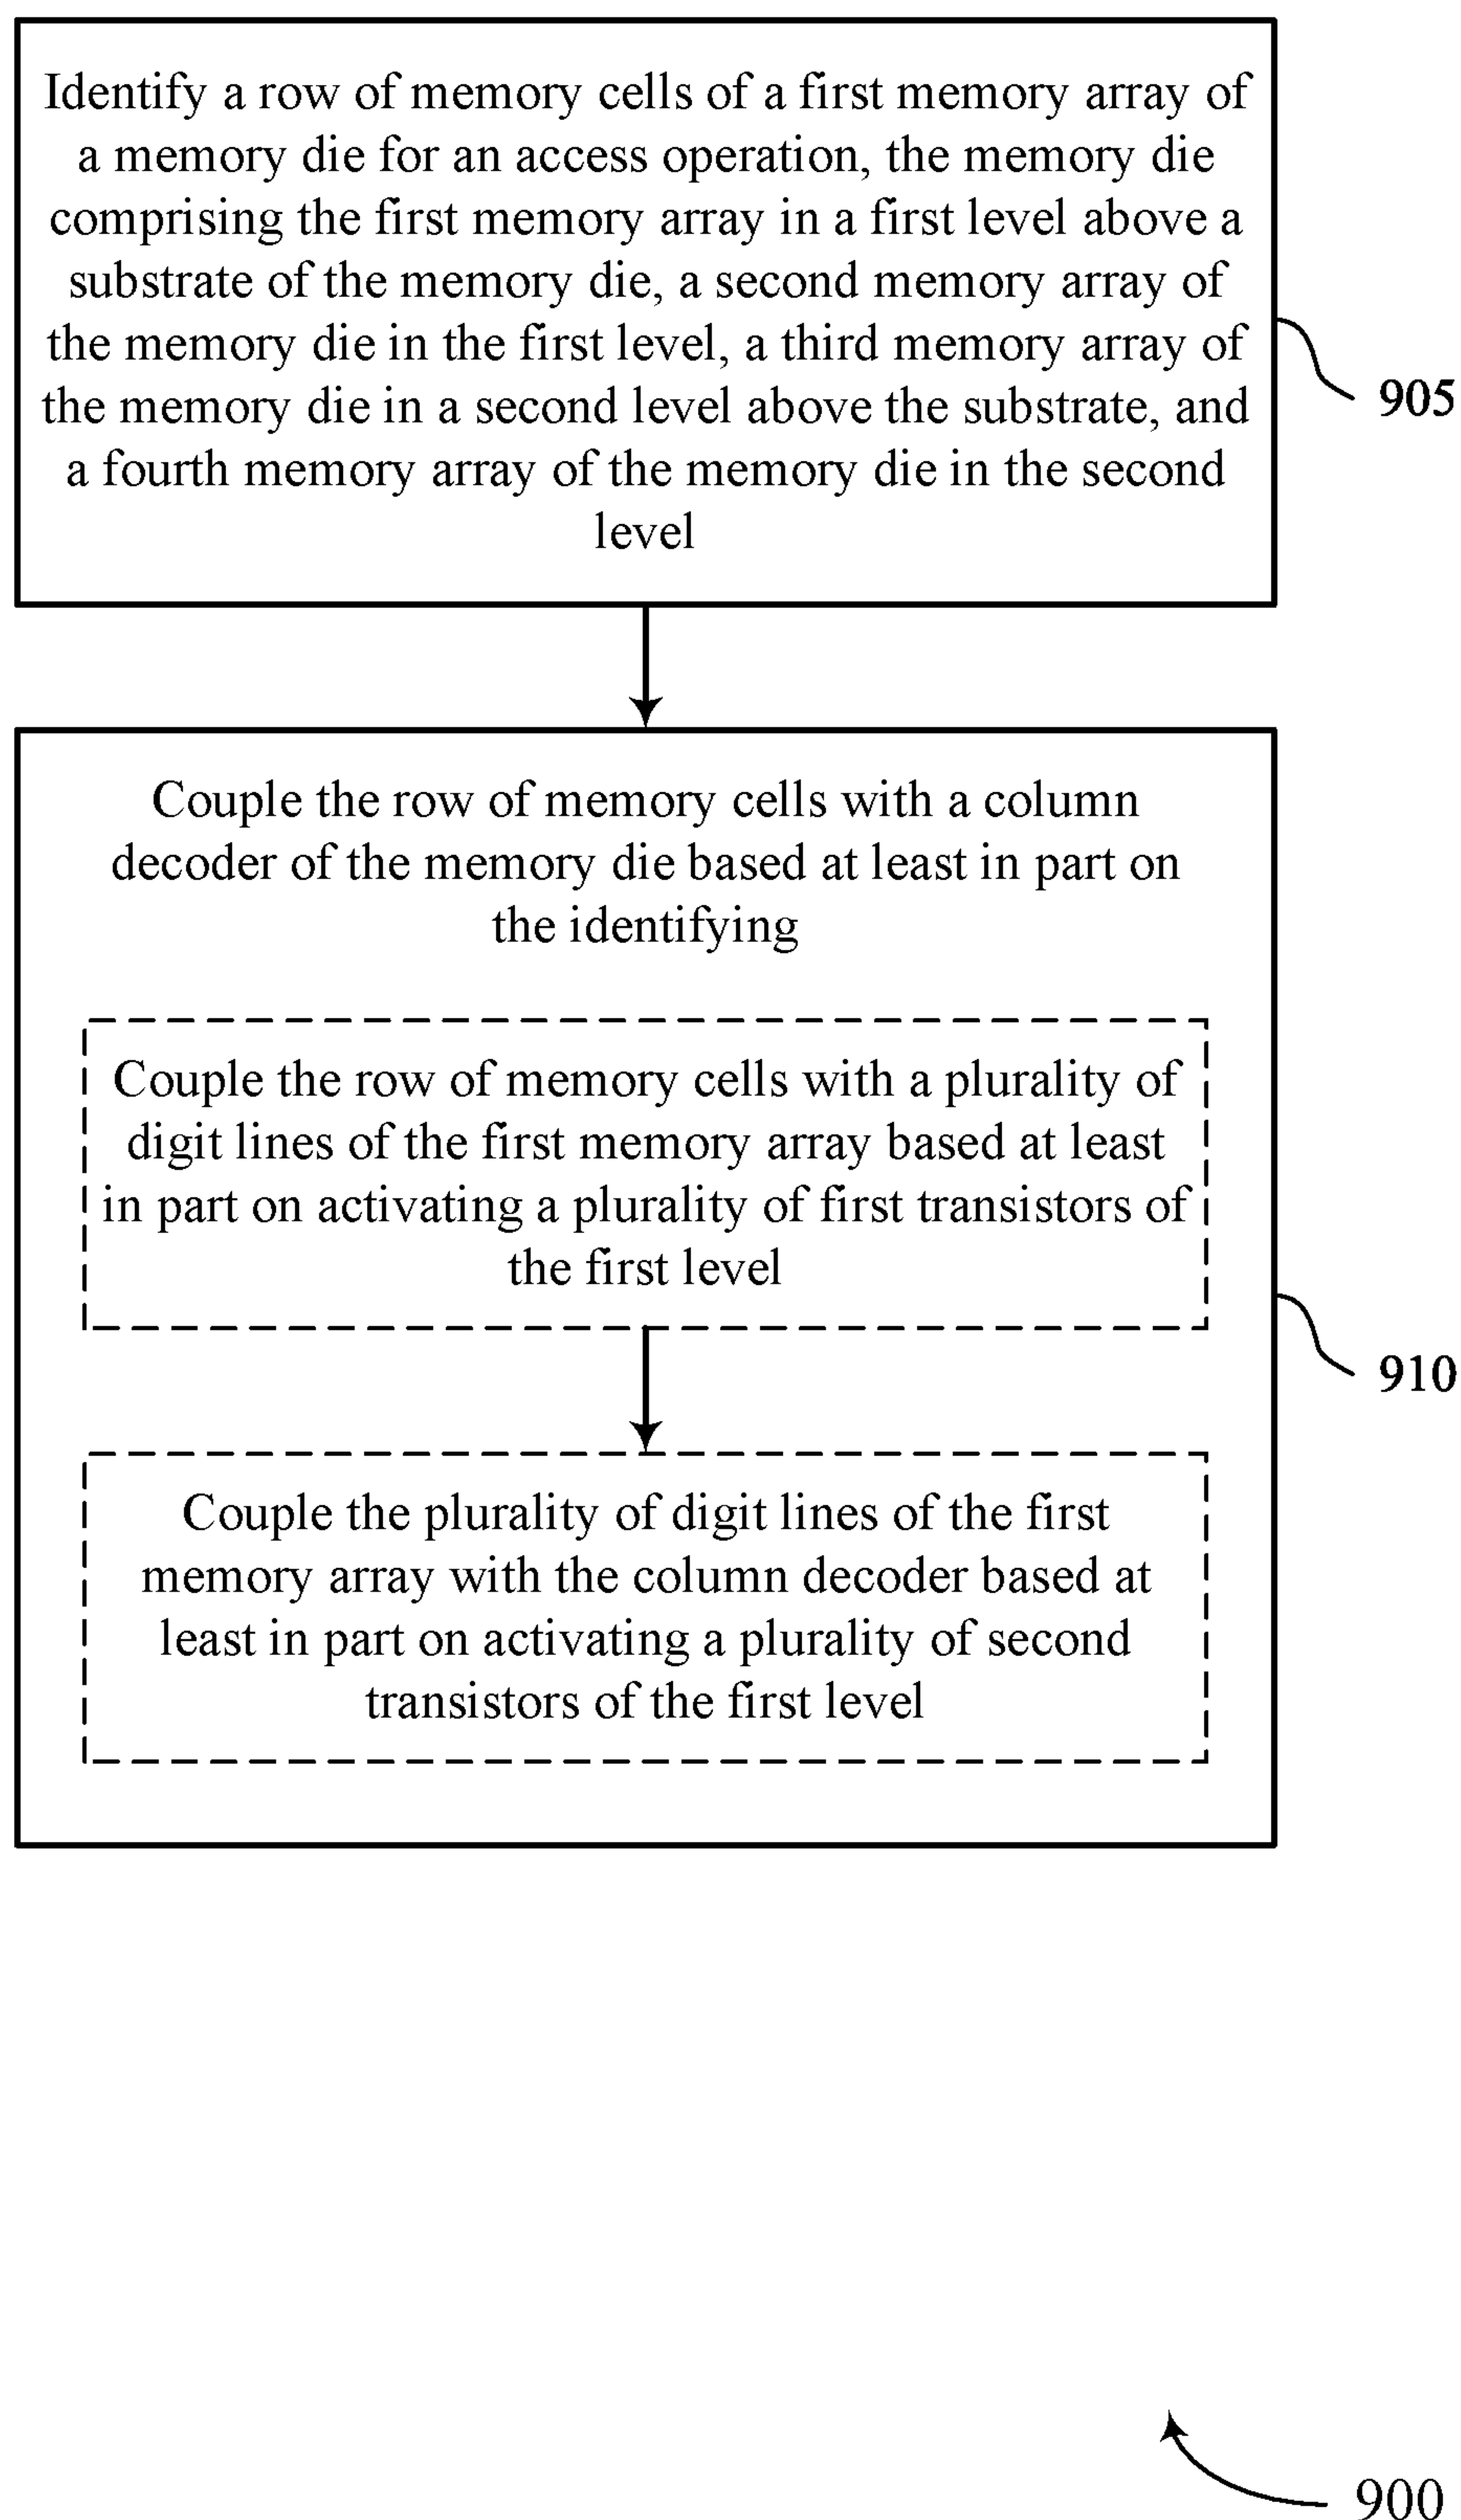 Identify a row of memory cells of a first memory array of
a memory die for an access operation, the memory die
comprising the first memory array in a first level above a
substrate of the memory die, a second memory array of
the memory die in the first level, a third memory array of
the memory die in a second level above the substrate, and
a fourth memory array of the memory die in the second
level
905
Couple the row of memory cells with a column
decoder of the memory die based at least in part on
the identifying
Couple the row of memory cells with a plurality of
digit lines of the first memory array based at least
in part on activating a plurality of first transistors of
the first level
910
Couple the plurality of digit lines of the first
memory array with the column decoder based at
least in part on activating a plurality of second
transistors of the first level
900